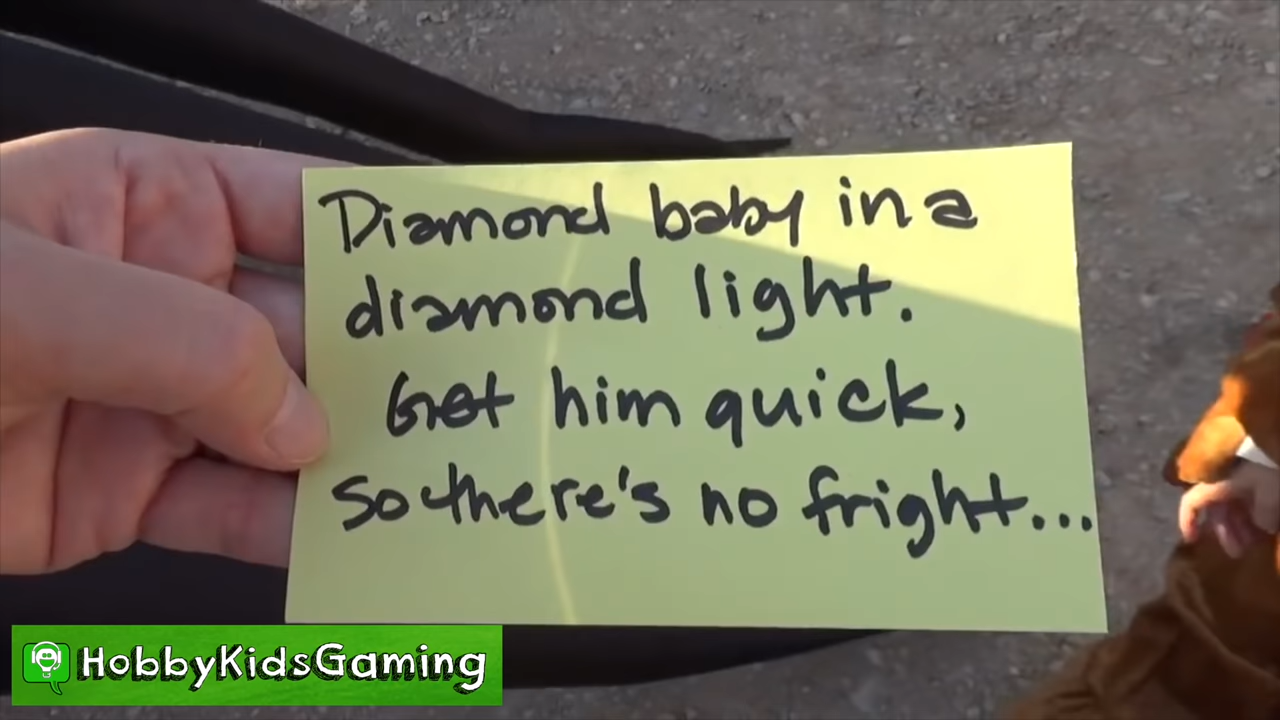 Diamond baby in a
diamond light.
Get him quick,
so there's no fright...
HobbyKidsGaming